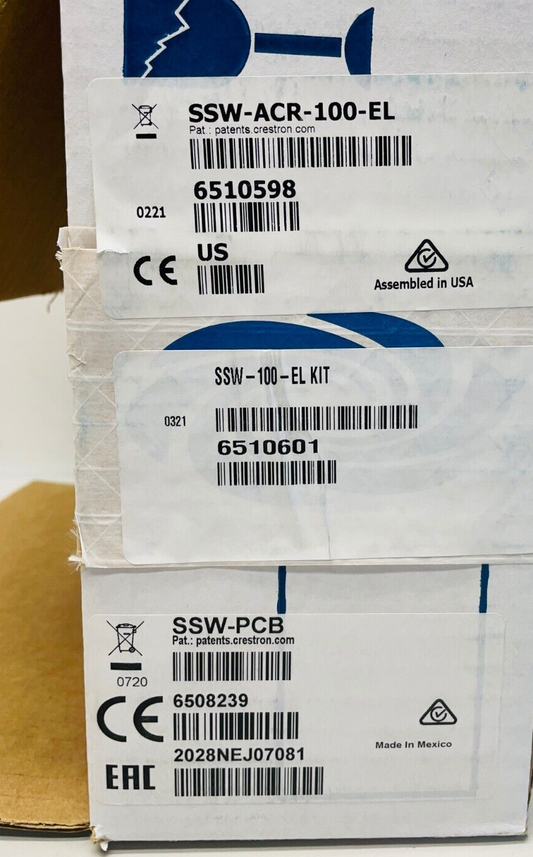 SSW-ACR-100-EL
Pat.: patents.crestron.com
6510598
0221
US
CE
Assembled in USA
SSW-100-EL KIT
0321
6510601
SSW-PCB
Pat.: patents.crestron.com
0720
6508239
CE
2028NEJ07081
Made In Mexico
EAC